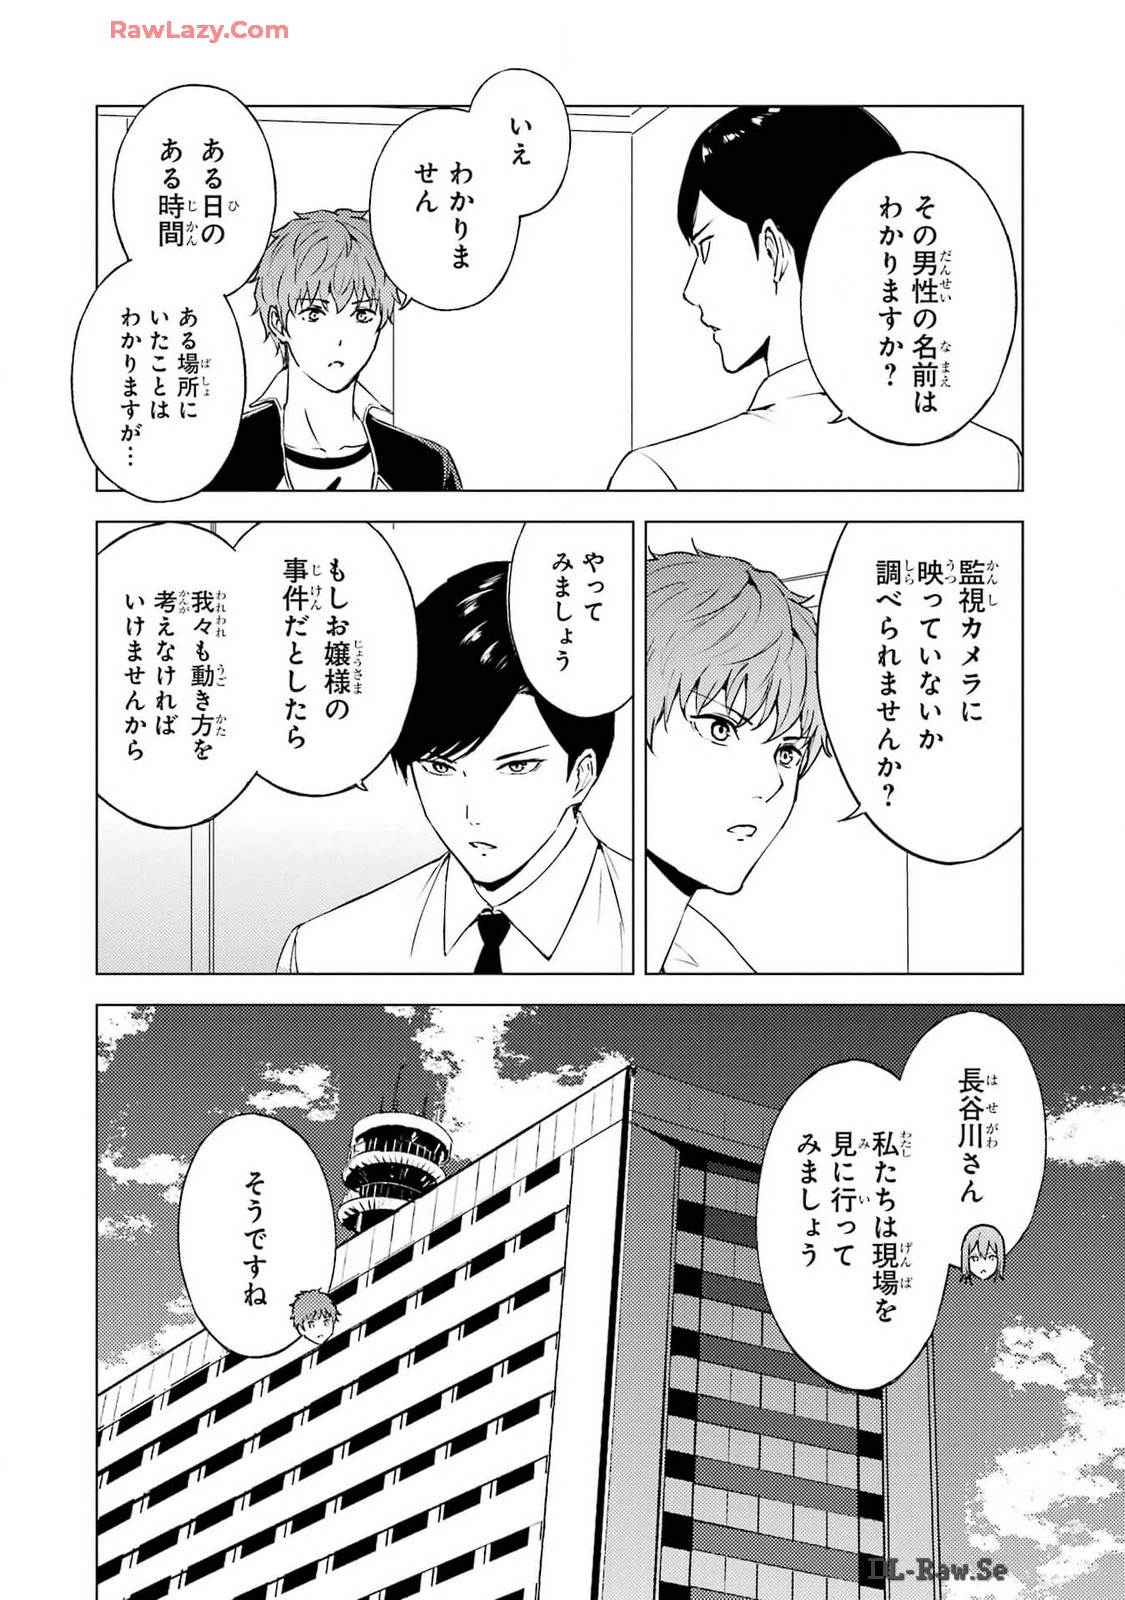 RawLazy.Com
その男性の名前は
わかりますか?
いえ
わかりま
せん
ある日の
ある時間
ある場所に
いたことは
わかりますが…
監視カメラに
映っていないか
調べられませんか?
やって
みましょう
もしお嬢様の
事件だとしたら
我々も動き方を
考えなければ
いけませんから
長谷川さん
私たちは現場を
見に行って
みましょう
そうですね
DL-Raw.Se